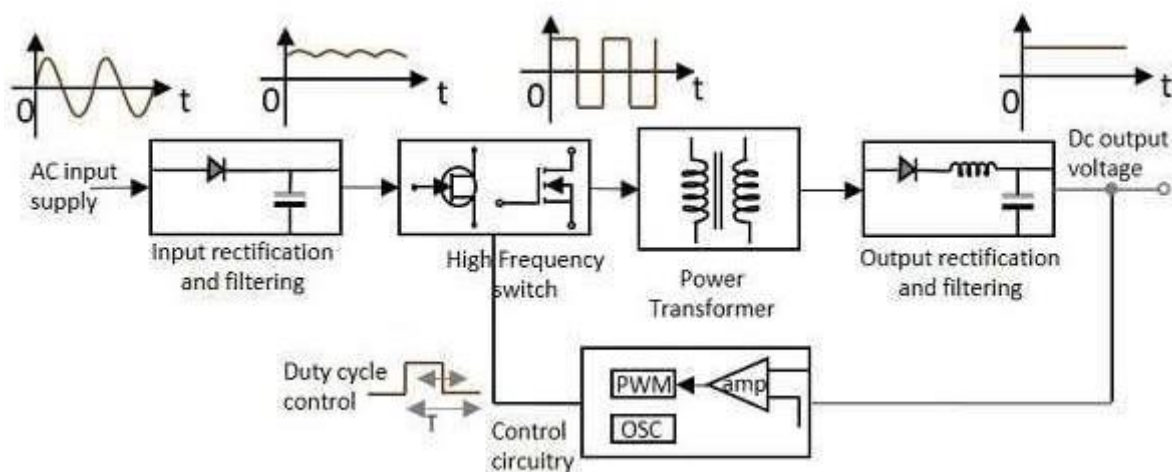 0
t
0
t
0
t
0
t
AC input
supply
Dc output
voltage
Input rectification
and filtering
High Frequency
switch
Power
Transformer
Output rectification
and filtering
Duty cycle
control
T
PWM
amp
OSC
Control
circuitry